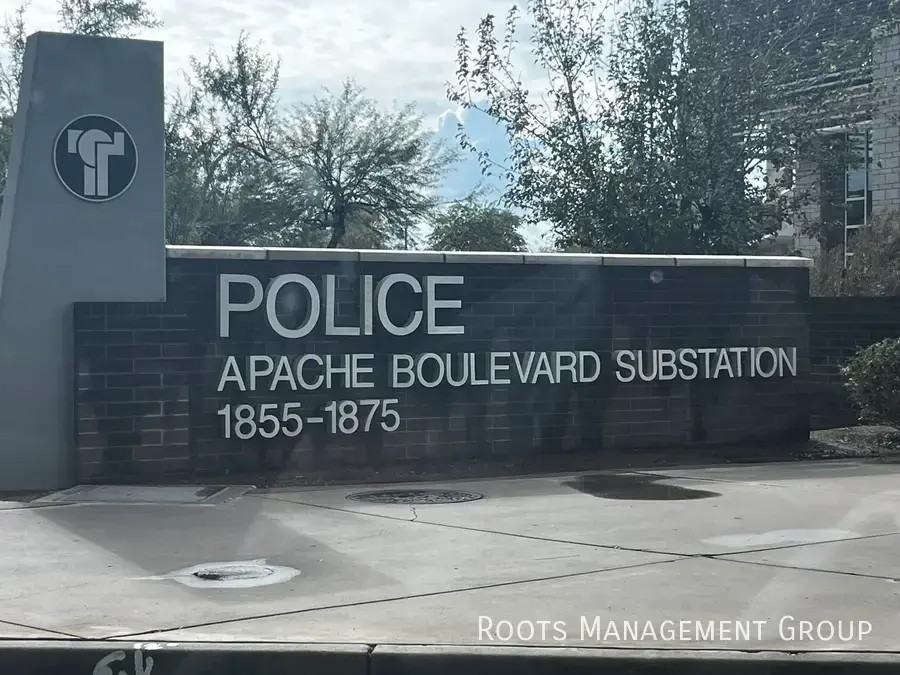 POLICE
APACHE BOULEVARD SUBSTATION
1855-1875
Roots Management Group